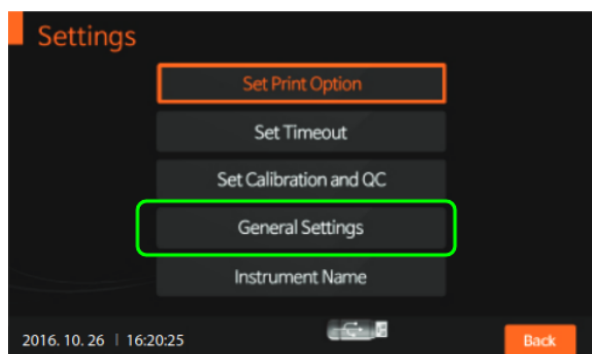 Settings
Set Print Option
Set Timeout
Set Calibration and QC
General Settings
Instrument Name
2016. 10. 26 | 16:20:25
Back